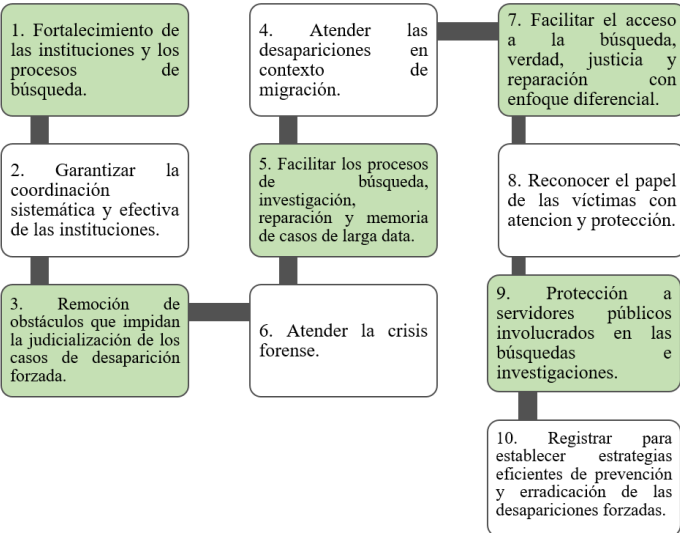 1. Fortalecimiento de
las instituciones y los
procesos de
búsqueda.
2. Garantizar la
coordinación
sistemática y efectiva
de las instituciones.
3. Remoción de
obstáculos que impidan
la judicialización de los
casos de desaparición
forzada.
4. Atender las
desapariciones en
contexto de
migración.
5. Facilitar los procesos
de búsqueda,
investigación,
reparación y memoria
de casos de larga data.
6. Atender la crisis
forense.
7. Facilitar el acceso
a la búsqueda,
verdad, justicia y
reparación con
enfoque diferencial.
8. Reconocer el papel
de las víctimas con
atencion y protección.
9. Protección a
servidores públicos
involucrados en las
búsquedas e
investigaciones.
10. Registrar para
establecer estrategias
eficientes de prevención
y erradicación de las
desapariciones forzadas.